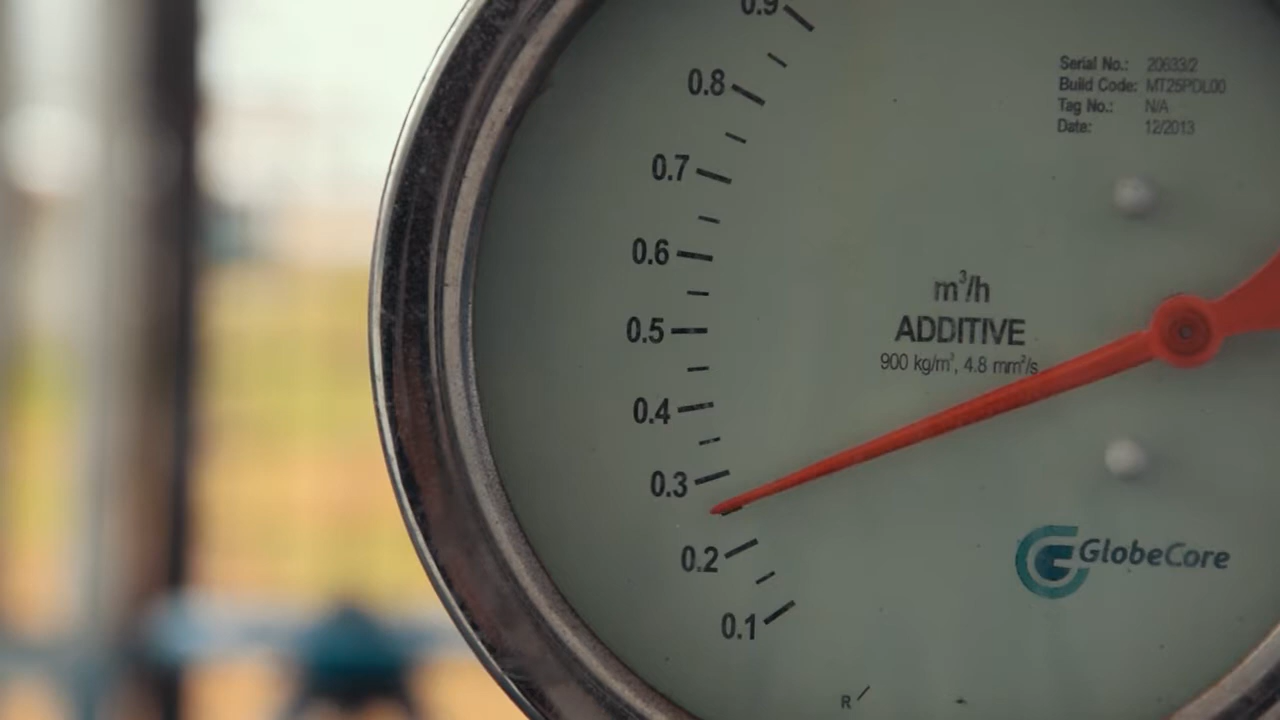 0.9
0.8
0.7
0.6
0.5
0.4
0.3
0.2
0.1
R
Serial No.: 20633/2
Build Code: MT25PDL00
Tag No.: N/A
Date: 12/2013
m³/h
ADDITIVE
900 kg/m³, 4.8 mm²/s
GlobeCore